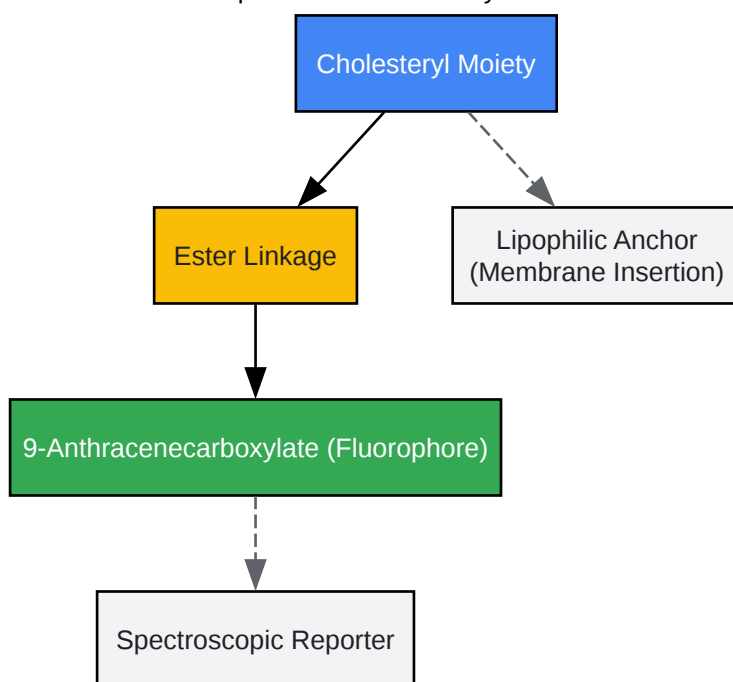 Cholesteryl Moiety
Ester Linkage
Lipophilic Anchor
(Membrane Insertion)
9-Anthracenecarboxylate (Fluorophore)
Spectroscopic Reporter